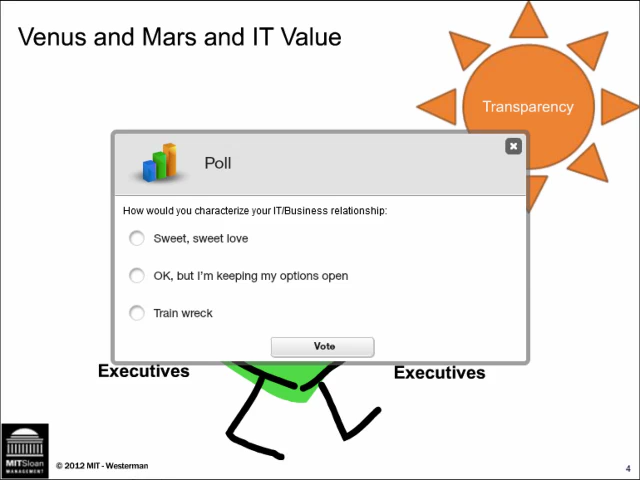 Venus and Mars and IT Value
Transparency
Poll
How would you characterize your IT/Business relationship:
Sweet, sweet love
OK, but I'm keeping my options open
Train wreck
Vote
Executives
Executives
MITSloan
MANAGEMENT
© 2012 MIT - Westerman
4